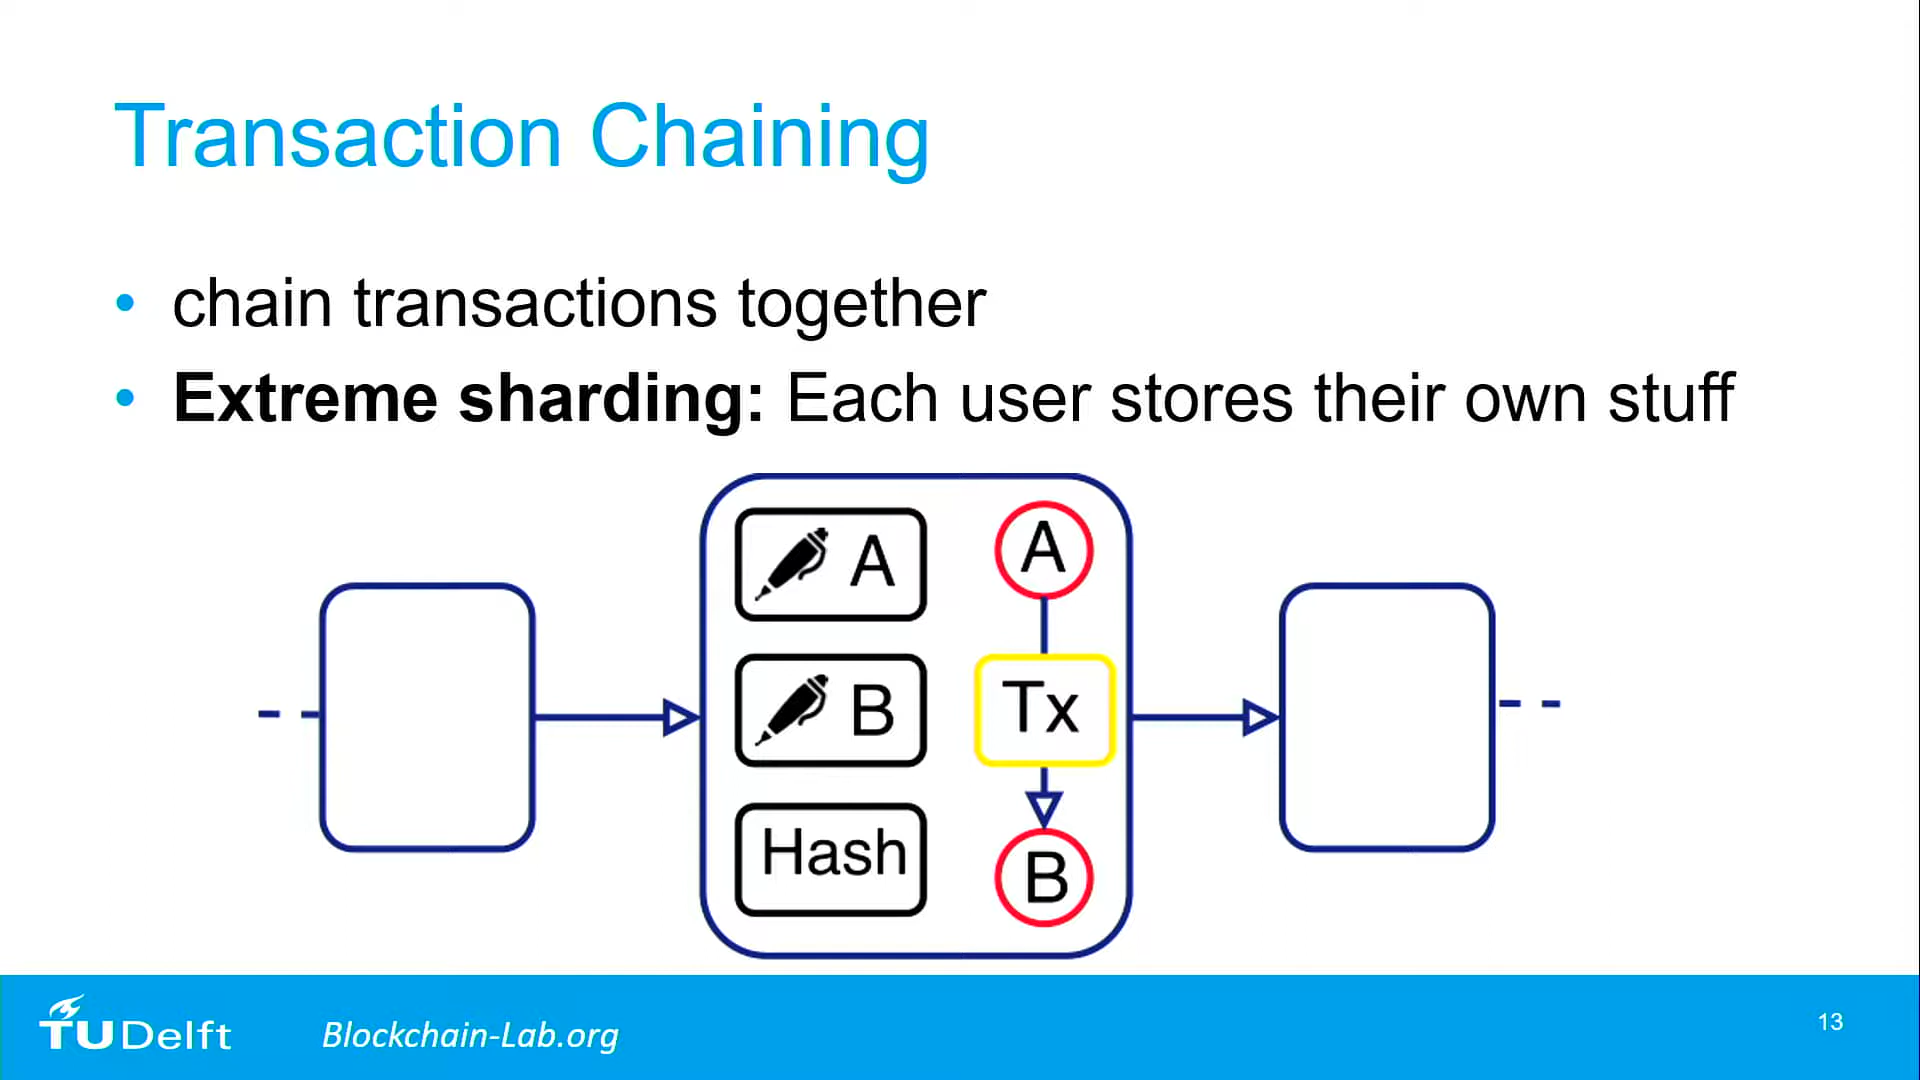 Transaction Chaining
• chain transactions together
• Extreme sharding: Each user stores their own stuff
A
A
B
Tx
Hash
B
TUDelft
Blockchain-Lab.org
13